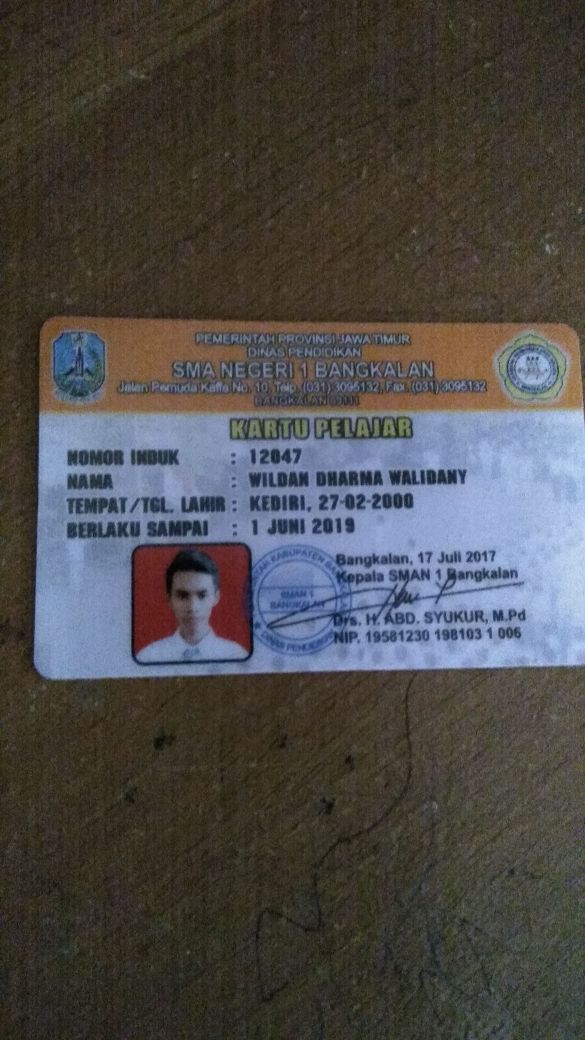 PEMERINTAH PROVINSI JAWA TIMUR
DINAS PENDIDIKAN
SMA NEGERI 1 BANGKALAN
Jalan Pemuda Kaffa No. 10, Telp. (031) 3095132, Fax. (031) 3095132
BANGKALAN 69111
KARTU PELAJAR
NOMOR INDUK : 12047
NAMA : WILDAN DHARMA WALIDANY
TEMPAT/TGL. LAHIR : KEDIRI, 27-02-2000
BERLAKU SAMPAI : 1 JUNI 2019
Bangkalan, 17 Juli 2017
Kepala SMAN 1 Bangkalan
SMAN 1
BANGKALAN
DINAS PENDIDIKAN
Drs. H. ABD. SYUKUR, M.Pd
NIP. 19581230 198103 1 006